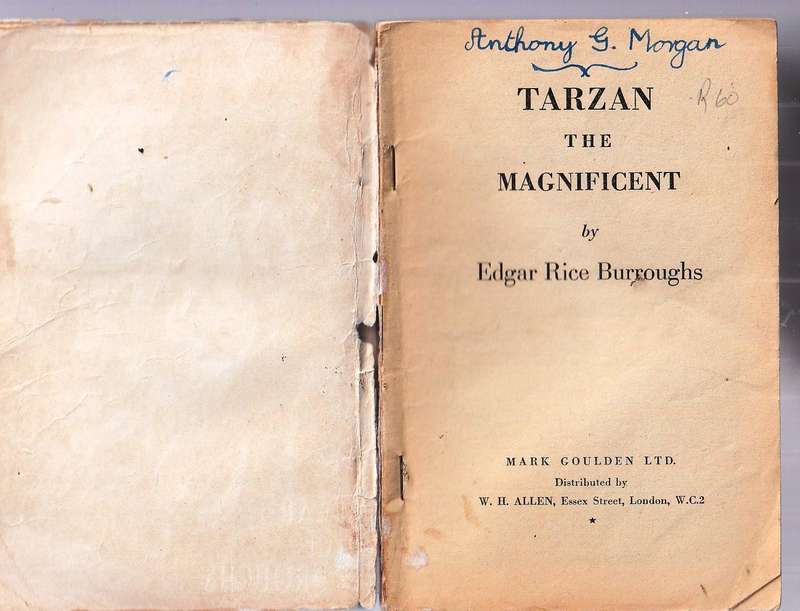 Anthony G. Morgan
TARZAN
R60
THE
MAGNIFICENT
by
Edgar Rice Burroughs
MARK GOULDEN LTD.
Distributed by
W. H. ALLEN, Essex Street, London, W.C.2